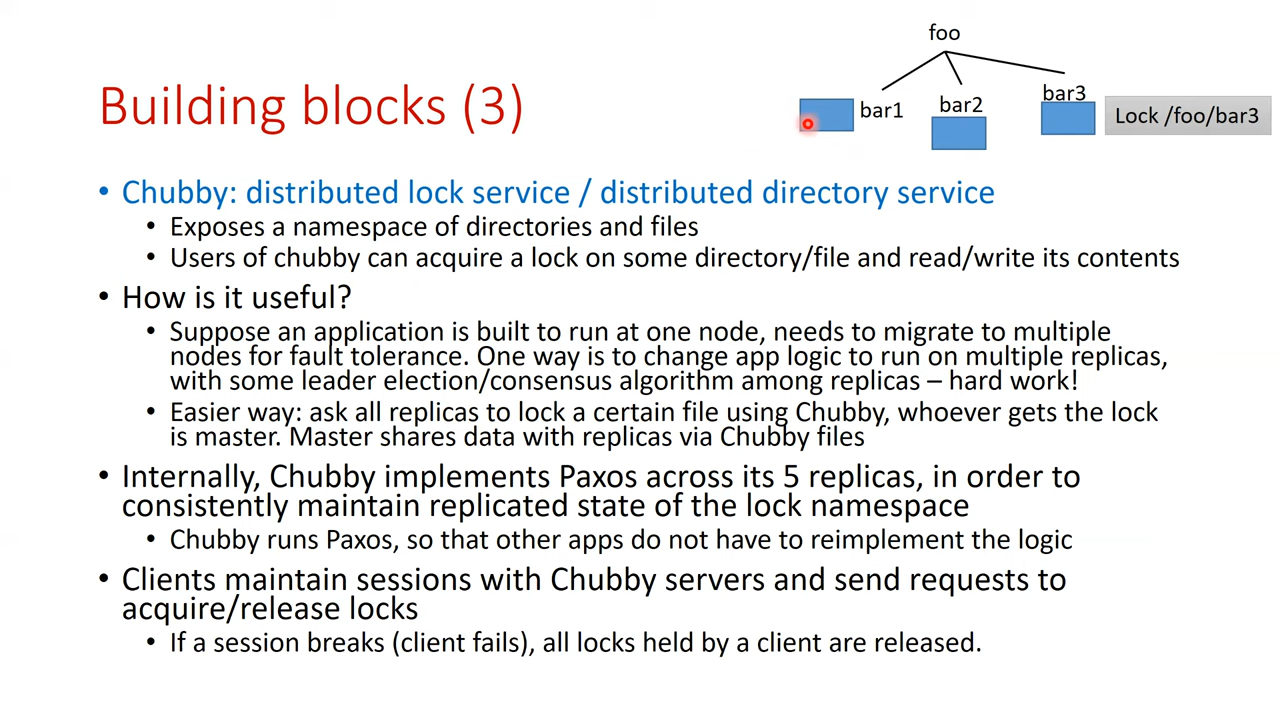 foo
Building blocks (3)
bar1
bar2
bar3
Lock /foo/bar3
• Chubby: distributed lock service / distributed directory service
• Exposes a namespace of directories and files
• Users of chubby can acquire a lock on some directory/file and read/write its contents
• How is it useful?
• Suppose an application is built to run at one node, needs to migrate to multiple
nodes for fault tolerance. One way is to change app logic to run on multiple replicas,
with some leader election/consensus algorithm among replicas – hard work!
• Easier way: ask all replicas to lock a certain file using Chubby, whoever gets the lock
is master. Master shares data with replicas via Chubby files
• Internally, Chubby implements Paxos across its 5 replicas, in order to
consistently maintain replicated state of the lock namespace
• Chubby runs Paxos, so that other apps do not have to reimplement the logic
• Clients maintain sessions with Chubby servers and send requests to
acquire/release locks
• If a session breaks (client fails), all locks held by a client are released.